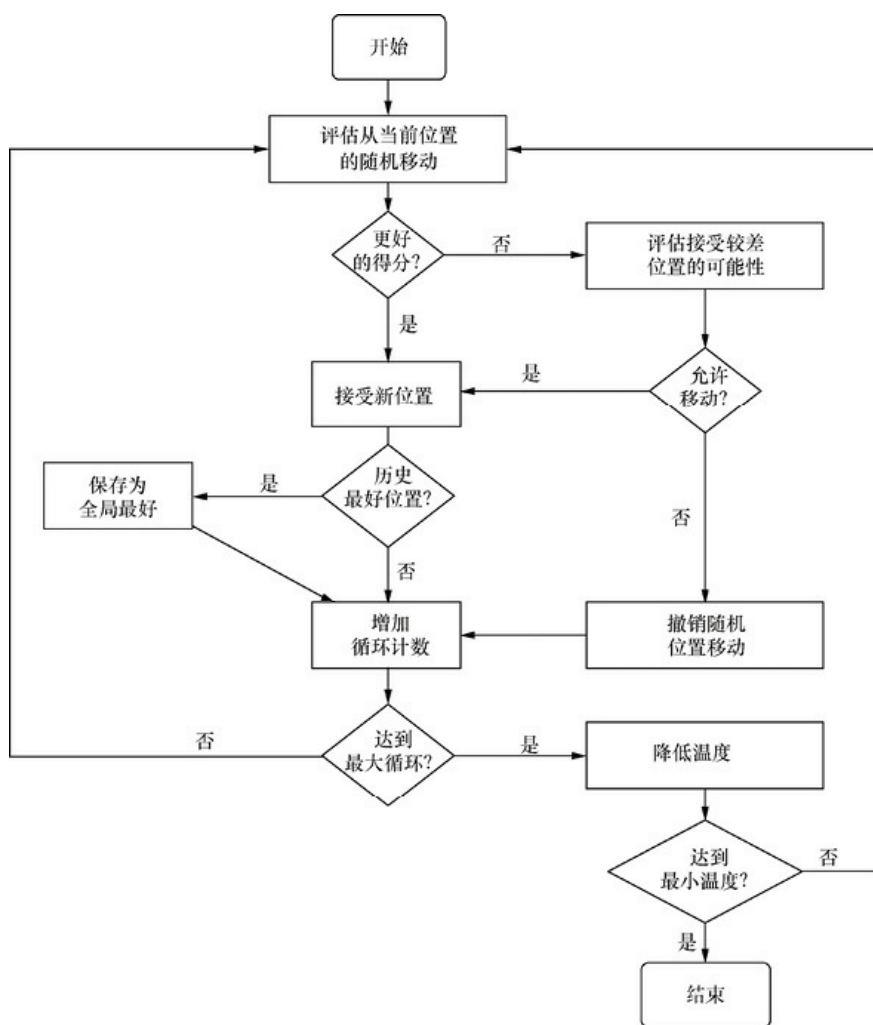 开始
评估从当前位置
的随机移动
更好
的得分?
否
评估接受较差
位置的可能性
是
接受新位置
是
允许
移动?
保存为
全局最好
是
历史
最好位置?
否
否
增加
循环计数
撤销随机
位置移动
否
达到
最大循环?
是
降低温度
达到
最小温度?
否
是
结束